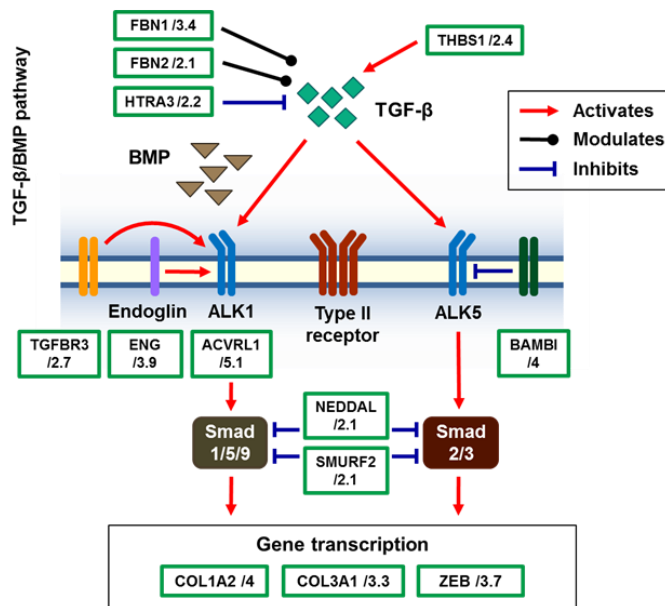 TGF-β/BMP pathway
FBN1 /3.4
FBN2 /2.1
HTRA3 /2.2
THBS1 /2.4
TGF-β
Activates
Modulates
Inhibits
BMP
Endoglin
ALK1
Type II
receptor
ALK5
TGFBR3
/2.7
ENG
/3.9
ACVRL1
/5.1
BAMBI
/4
NEDDAL
/2.1
SMURF2
/2.1
Smad
1/5/9
Smad
2/3
Gene transcription
COL1A2 /4
COL3A1 /3.3
ZEB /3.7